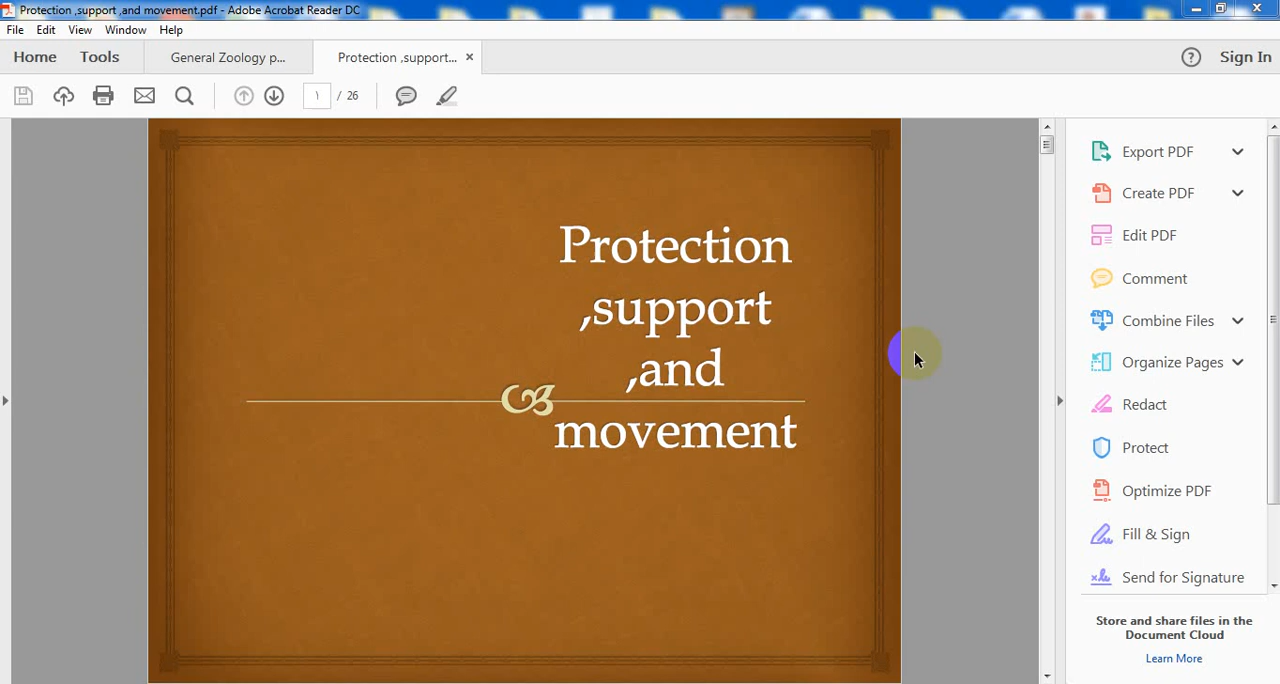 Protection ,support ,and movement.pdf - Adobe Acrobat Reader DC
File Edit View Window Help
Home Tools General Zoology p... Protection ,support... × Sign In
١ / 26
Protection
,support
,and
movement
Export PDF
Create PDF
Edit PDF
Comment
Combine Files
Organize Pages
Redact
Protect
Optimize PDF
Fill & Sign
Send for Signature
Store and share files in the
Document Cloud
Learn More